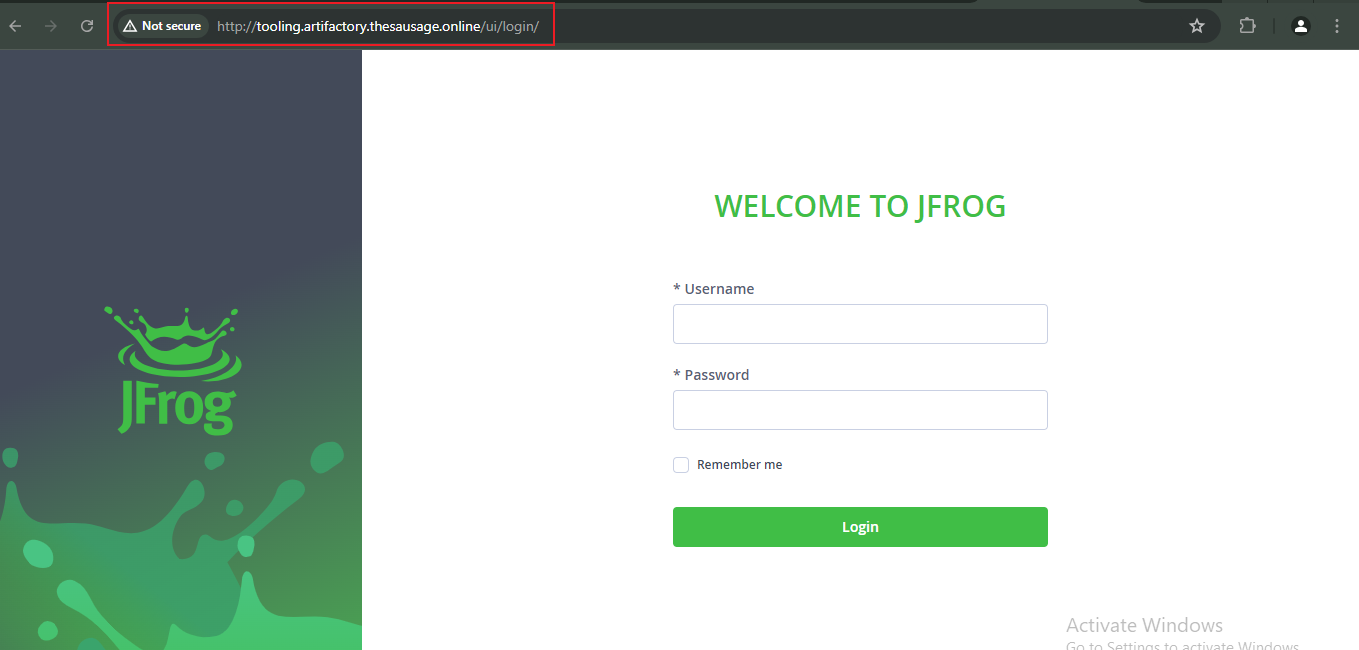 Not secure http://tooling.artifactory.thesausage.online/ui/login/
WELCOME TO JFROG
* Username
JFrog
* Password
Remember me
Login
Activate Windows
Go to Settings to activate Windows.